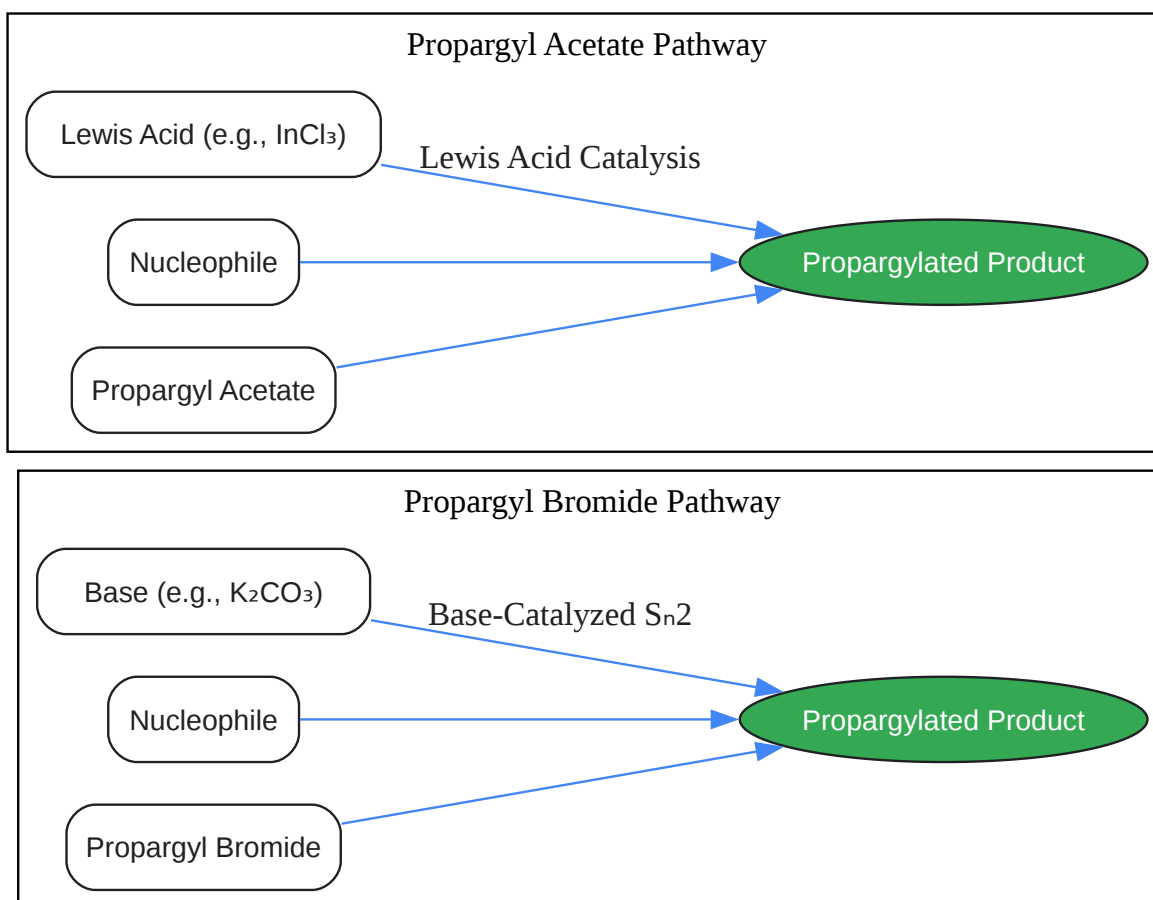 Propargyl Acetate Pathway
Lewis Acid (e.g., InCl₃)
Lewis Acid Catalysis
Nucleophile
Propargylated Product
Propargyl Acetate
Propargyl Bromide Pathway
Base (e.g., K₂CO₃)
Base-Catalyzed Sₙ2
Nucleophile
Propargylated Product
Propargyl Bromide